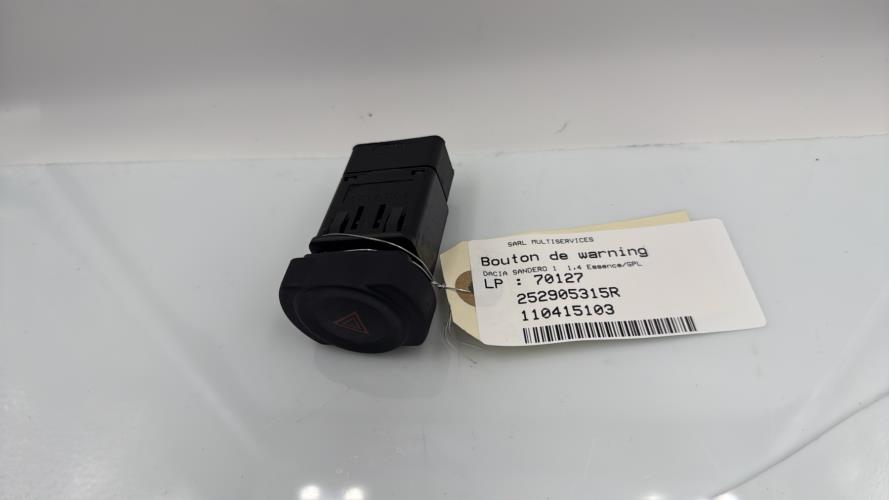 SARL MULTISERVICES
Bouton de warning
DACIA SANDERO 1 1.4 Essence/GPL
LP : 70127
252905315R
110415103